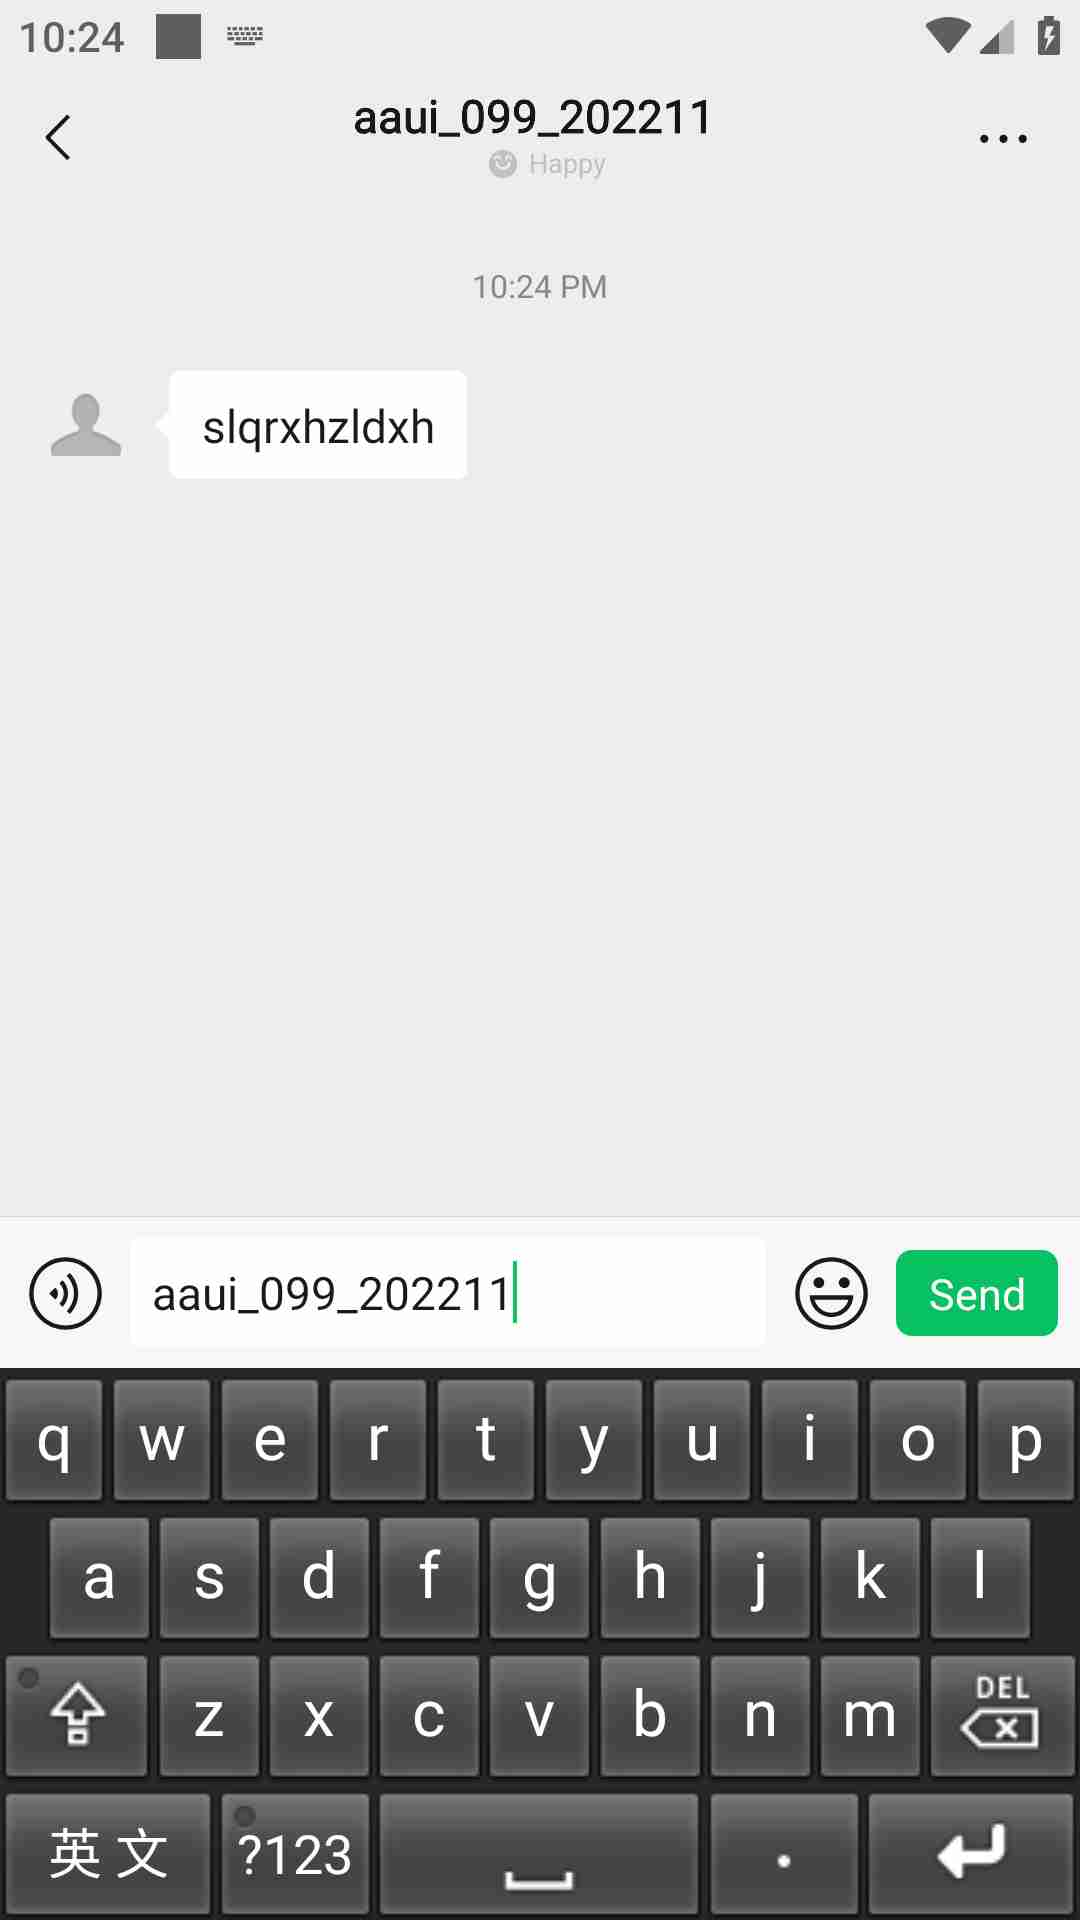 10:24
aaui_099_202211
Happy
10:24 PM
slqrxhzldxh
aaui_099_202211
Send
q w e r t y u i o p
a s d f g h j k l
z x c v b n m DEL
英文 ?123 .